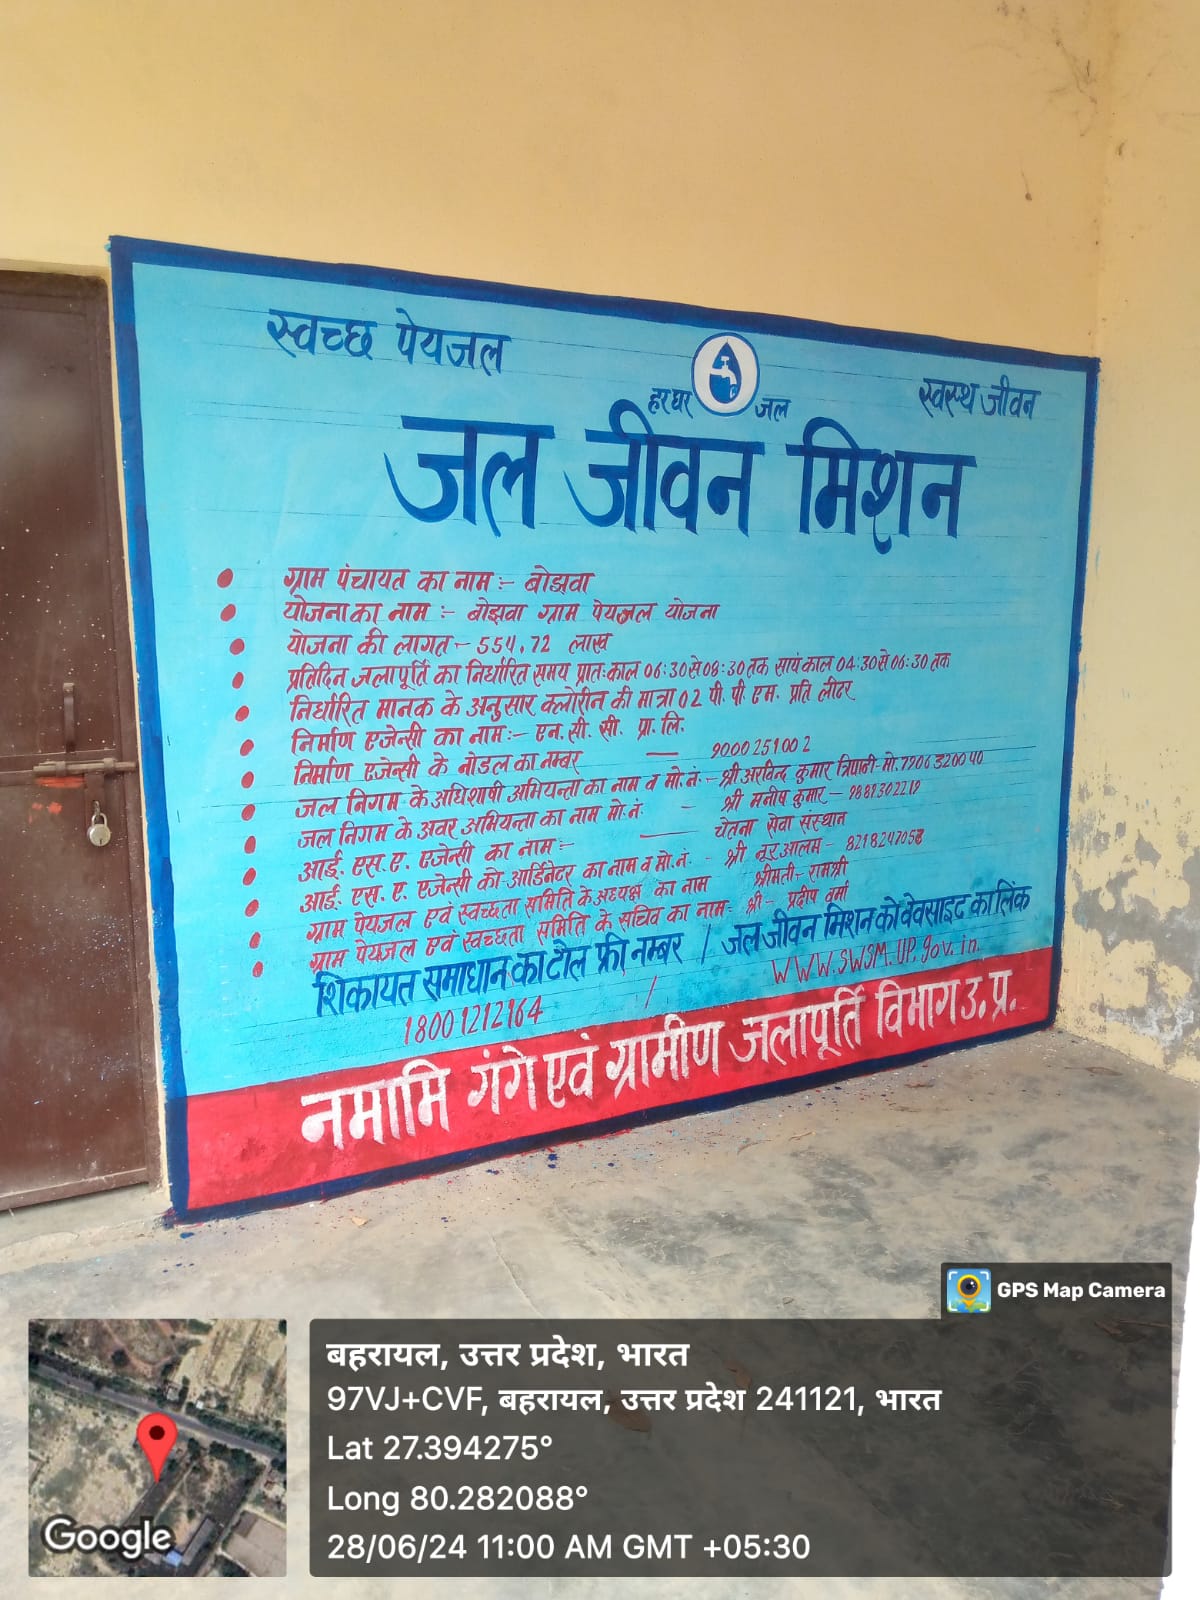 स्वच्छ पेयजल
हर घर जल
स्वस्थ जीवन
जल जीवन मिशन
ग्राम पंचायत का नाम :- बोझवा
योजना का नाम :- बोझवा ग्राम पेयजल योजना
योजना की लागत - 554.72 लाख
प्रतिदिन जलापूर्ति का निर्धारित समय प्रातःकाल 06:30 से 08:30 तक सायंकाल 04:30 से 06:30 तक
निर्धारित मानक के अनुसार क्लोरीन की मात्रा 02 पी. पी. एम. प्रति लीटर
निर्माण एजेन्सी का नाम :- एन. सी. सी. प्रा. लि.
निर्माण एजेन्सी के नोडल का नम्बर — 9000251002
जल निगम के अधिशाषी अभियन्ता का नाम व मो. नं. - श्री अरविन्द कुमार त्रिपाठी मो.
जल निगम के अवर अभियन्ता का नाम मो. नं. - श्री मनीष कुमार -
आई. एस. ए. एजेन्सी का नाम :- — चेतना सेवा संस्थान
आई. एस. ए. एजेन्सी को आर्डिनेटर का नाम व मो. नं. - श्री नूर आलम - 8218247058
ग्राम पेयजल एवं स्वच्छता समिति के अध्यक्ष का नाम श्रीमती - रामश्री
ग्राम पेयजल एवं स्वच्छता समिति के सचिव का नाम - श्री - प्रदीप वर्मा
शिकायत समाधान का टोल फ्री नम्बर / जल जीवन मिशन को वेवसाइट का लिंक
18001212164 / WWW.SWSM.UP.gov.in.
नमामि गंगे एवं ग्रामीण जलापूर्ति विभाग उ. प्र.
GPS Map Camera
बहरायल, उत्तर प्रदेश, भारत
97VJ+CVF, बहरायल, उत्तर प्रदेश 241121, भारत
Lat 27.394275°
Long 80.282088°
28/06/24 11:00 AM GMT +05:30
Google